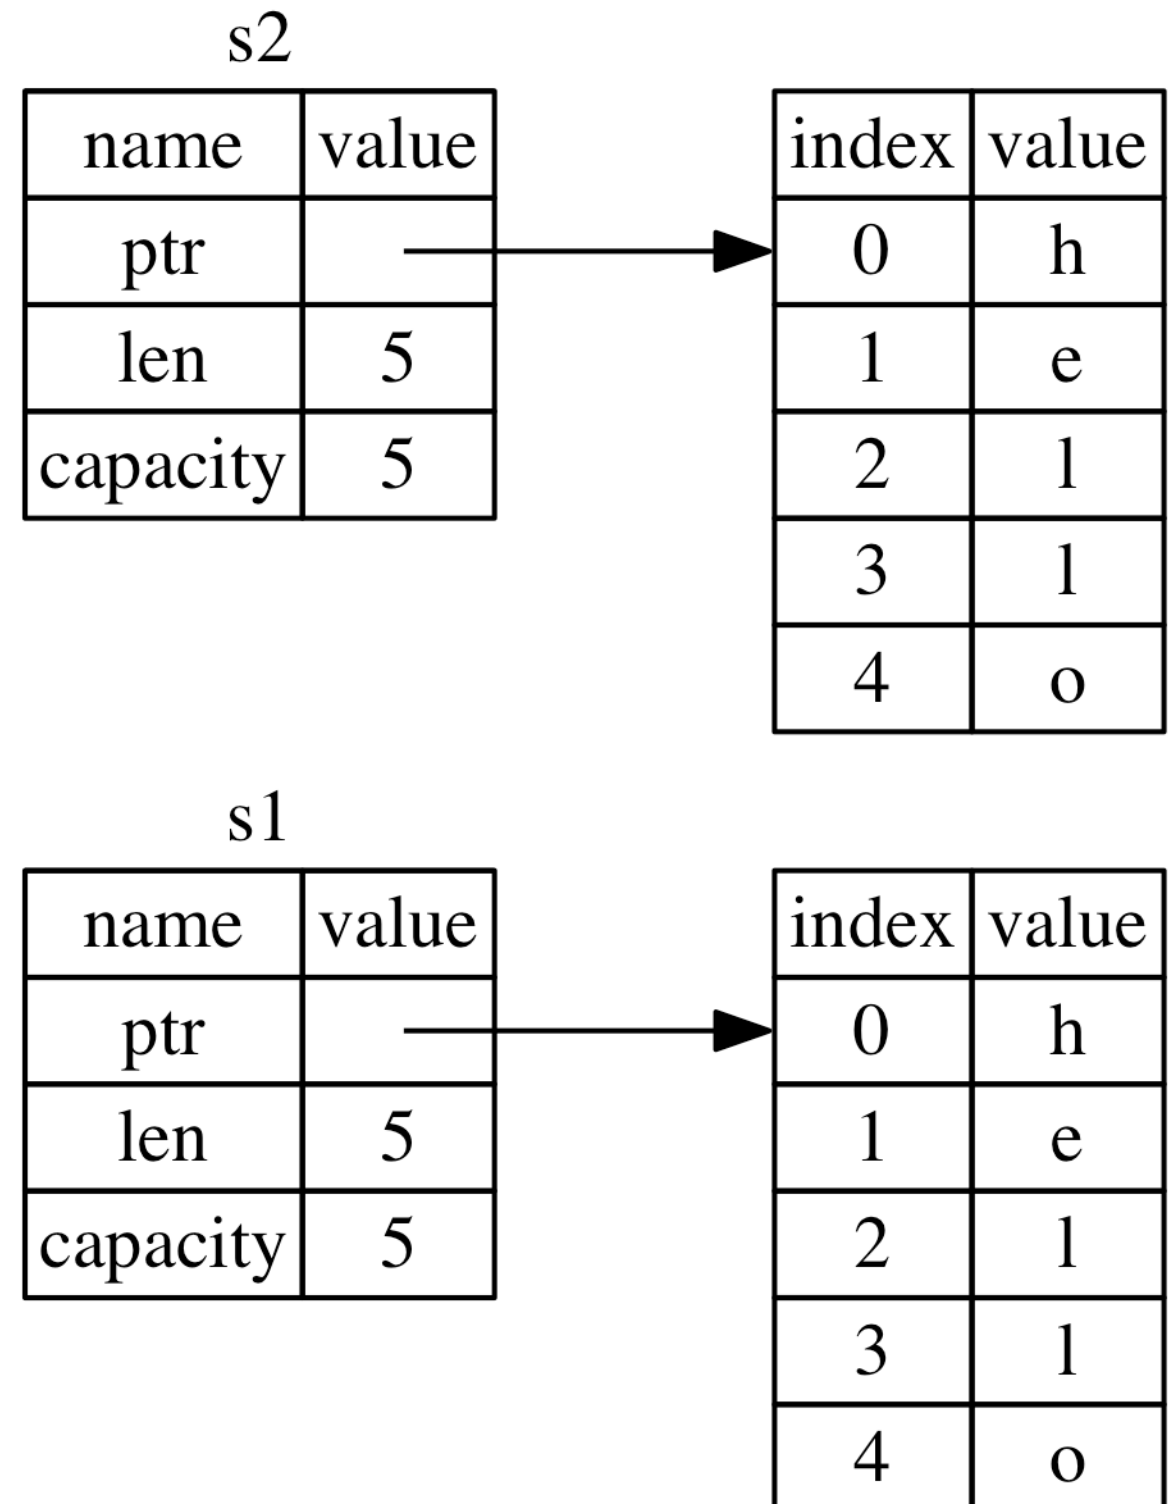 s2
name value
ptr
len 5
capacity 5
index value
0 h
1 e
2 l
3 l
4 o
s1
name value
ptr
len 5
capacity 5
index value
0 h
1 e
2 l
3 l
4 o